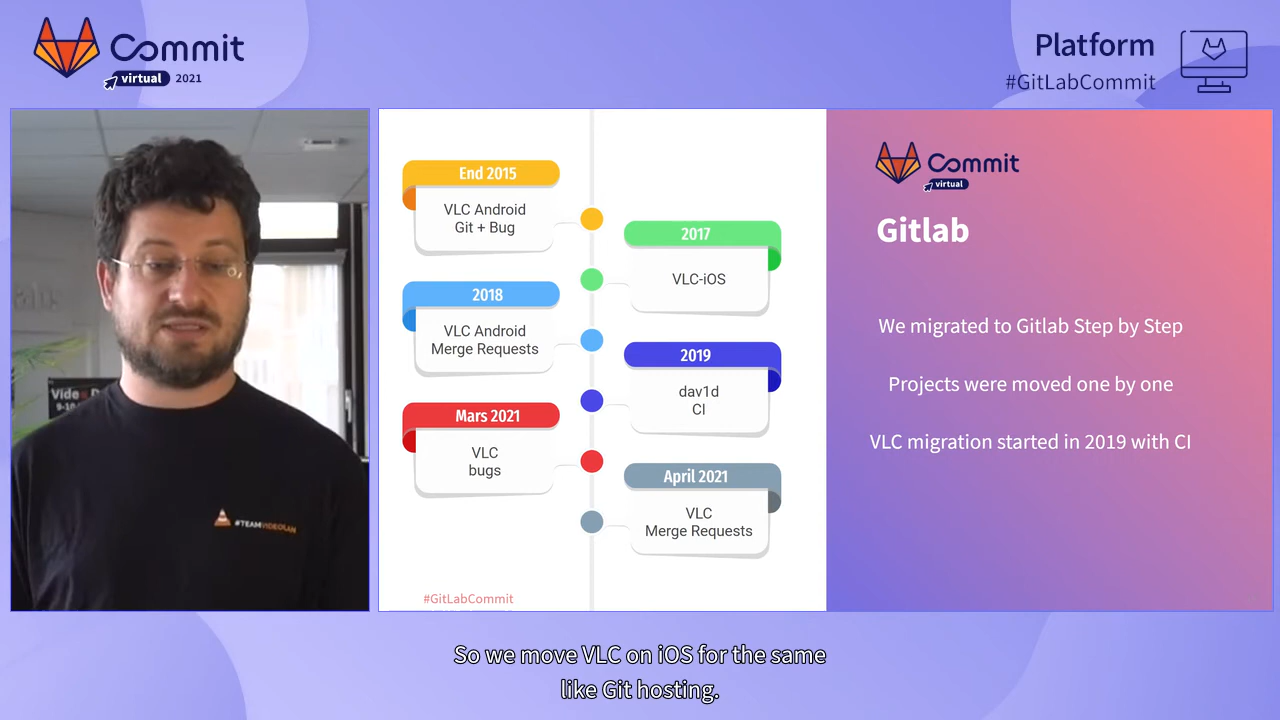 Commit
virtual 2021
Platform
#GitLabCommit
End 2015
VLC Android
Git + Bug
2017
VLC-iOS
2018
VLC Android
Merge Requests
2019
dav1d
CI
Mars 2021
VLC
bugs
April 2021
VLC
Merge Requests
#GitLabCommit
Commit
virtual
Gitlab
We migrated to Gitlab Step by Step
Projects were moved one by one
VLC migration started in 2019 with CI
#TEAMVIDEOLAN
So we move VLC on iOS for the same
like Git hosting.